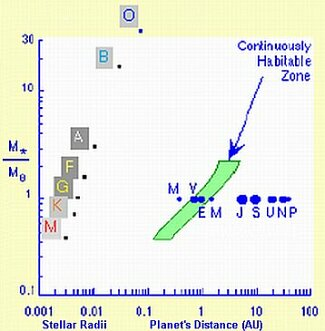 O
30
B
Continuously
Habitable
Zone
10
A
M*
M⊕
F
G
M V
1
K
E M J S U N P
M
0.1
0.001 0.01 0.1 1 10 100
Stellar Radii Planet's Distance (AU)